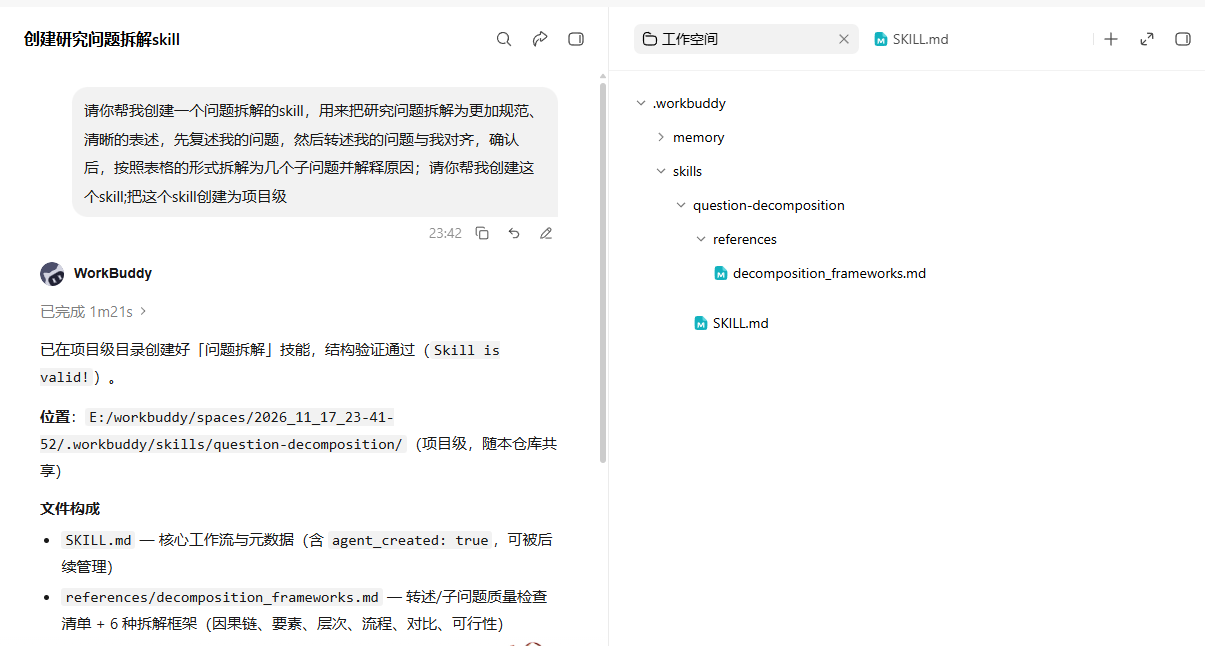 创建研究问题拆解skill
请你帮我创建一个问题拆解的skill，用来把研究问题拆解为更加规范、
清晰的表述，先复述我的问题，然后转述我的问题与我对齐，确认
后，按照表格的形式拆解为几个子问题并解释原因；请你帮我创建这
个skill;把这个skill创建为项目级
23:42
WorkBuddy
已完成 1m21s
已在项目级目录创建好「问题拆解」技能，结构验证通过（Skill is
valid!）。
位置：E:/workbuddy/spaces/2026_11_17_23-41-
52/.workbuddy/skills/question-decomposition/（项目级，随本仓库共
享）
文件构成
• SKILL.md — 核心工作流与元数据（含 agent_created: true，可被后
续管理）
• references/decomposition_frameworks.md — 转述/子问题质量检查
清单 + 6 种拆解框架（因果链、要素、层次、流程、对比、可行性）
工作空间
SKILL.md
.workbuddy
memory
skills
question-decomposition
references
decomposition_frameworks.md
SKILL.md